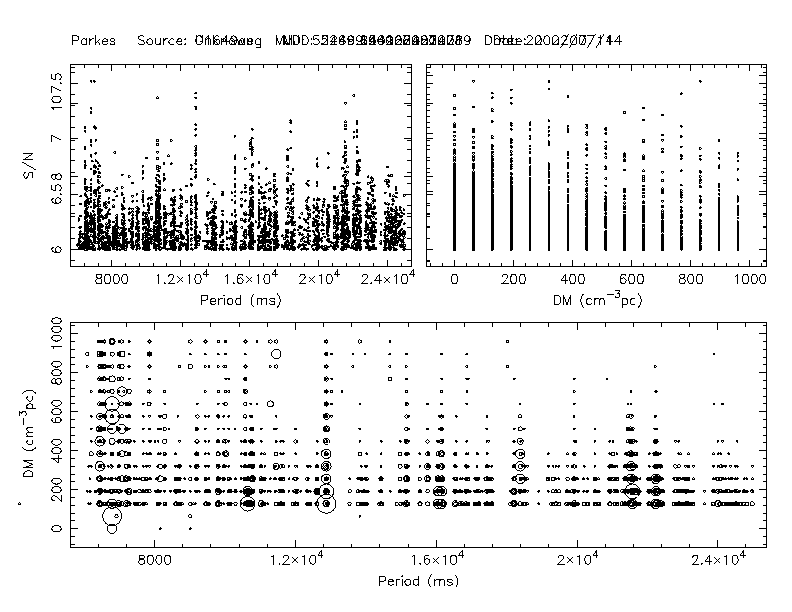 Parkes Source:
107.5
7
6.58
6
S/N
8000 1.2×10⁴ 1.6×10⁴ 2×10⁴ 2.4×10⁴
Period (ms)
0 200 400 600 800 1000
DM (cm⁻³pc)
0 200 400 600 800 1000
DM (cm⁻³pc)
8000 1.2×10⁴ 1.6×10⁴ 2×10⁴ 2.4×10⁴
Period (ms)